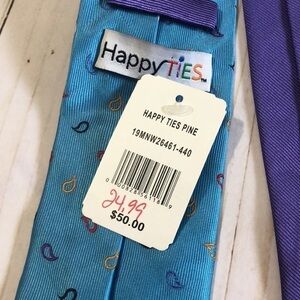 HappyTIES
HAPPY TIES PINE
19MNW26461-440
24.99
$50.00